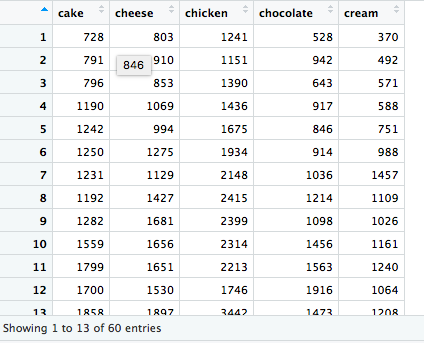 cake cheese chicken chocolate cream
1 728 803 1241 528 370
2 791 910 1151 942 492
846
3 796 853 1390 643 571
4 1190 1069 1436 917 588
5 1242 994 1675 846 751
6 1250 1275 1934 914 988
7 1231 1129 2148 1036 1457
8 1192 1427 2415 1214 1109
9 1282 1681 2399 1098 1026
10 1559 1656 2314 1456 1161
11 1799 1651 2213 1563 1240
12 1700 1530 1746 1916 1064
13 1858 1897 3442 1473 1208
Showing 1 to 13 of 60 entries